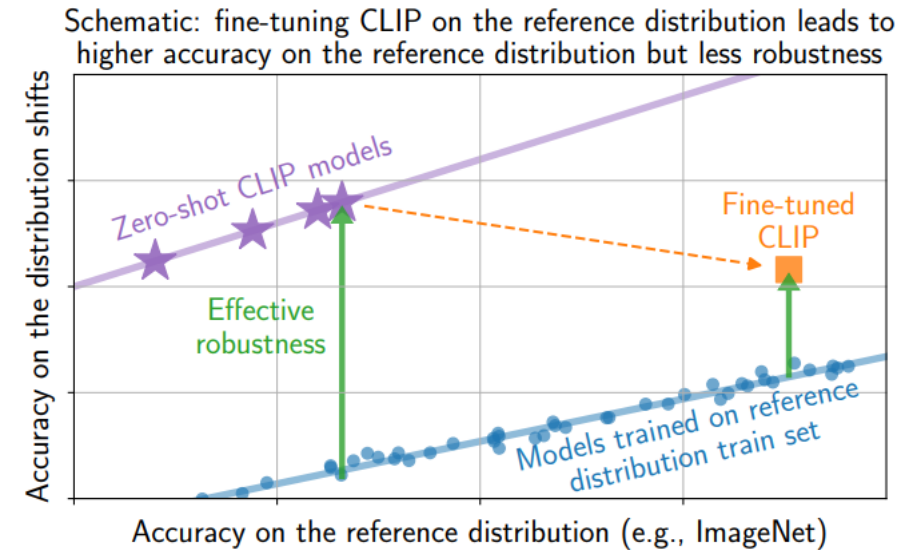 Schematic: fine-tuning CLIP on the reference distribution leads to
higher accuracy on the reference distribution but less robustness
Accuracy on the distribution shifts
Zero-shot CLIP models
Fine-tuned
CLIP
Effective
robustness
Models trained on reference
distribution train set
Accuracy on the reference distribution (e.g., ImageNet)